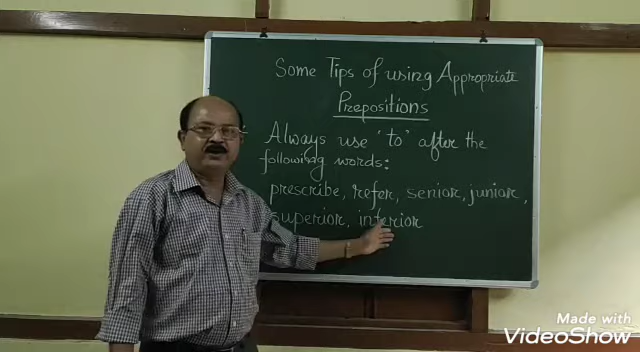 Some Tips of using Appropriate
Prepositions
Always use 'to' after the
following words:
prescribe, refer, senior, junior,
superior, interior
Made with
VideoShow